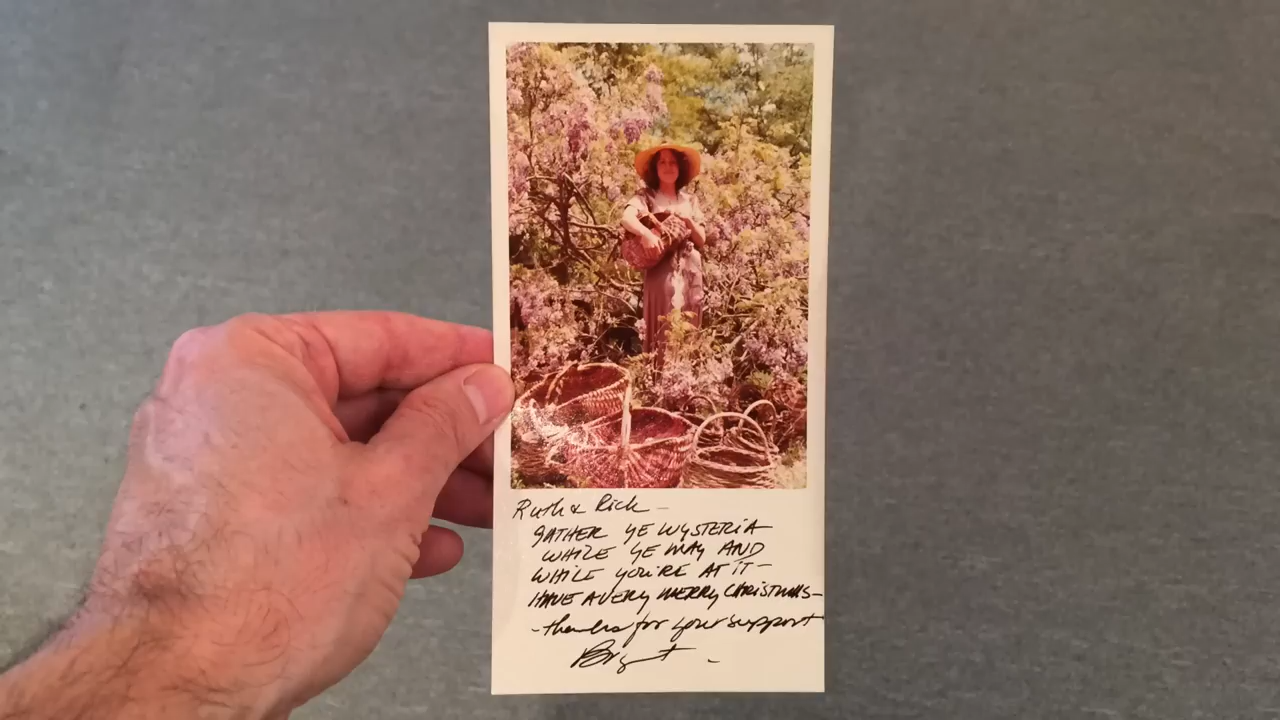 Ruth & Rick —
GATHER YE WYSTERIA
WHILE YE MAY AND
WHILE YOU'RE AT IT —
HAVE A VERY MERRY CHRISTMAS —
- thanks for your support